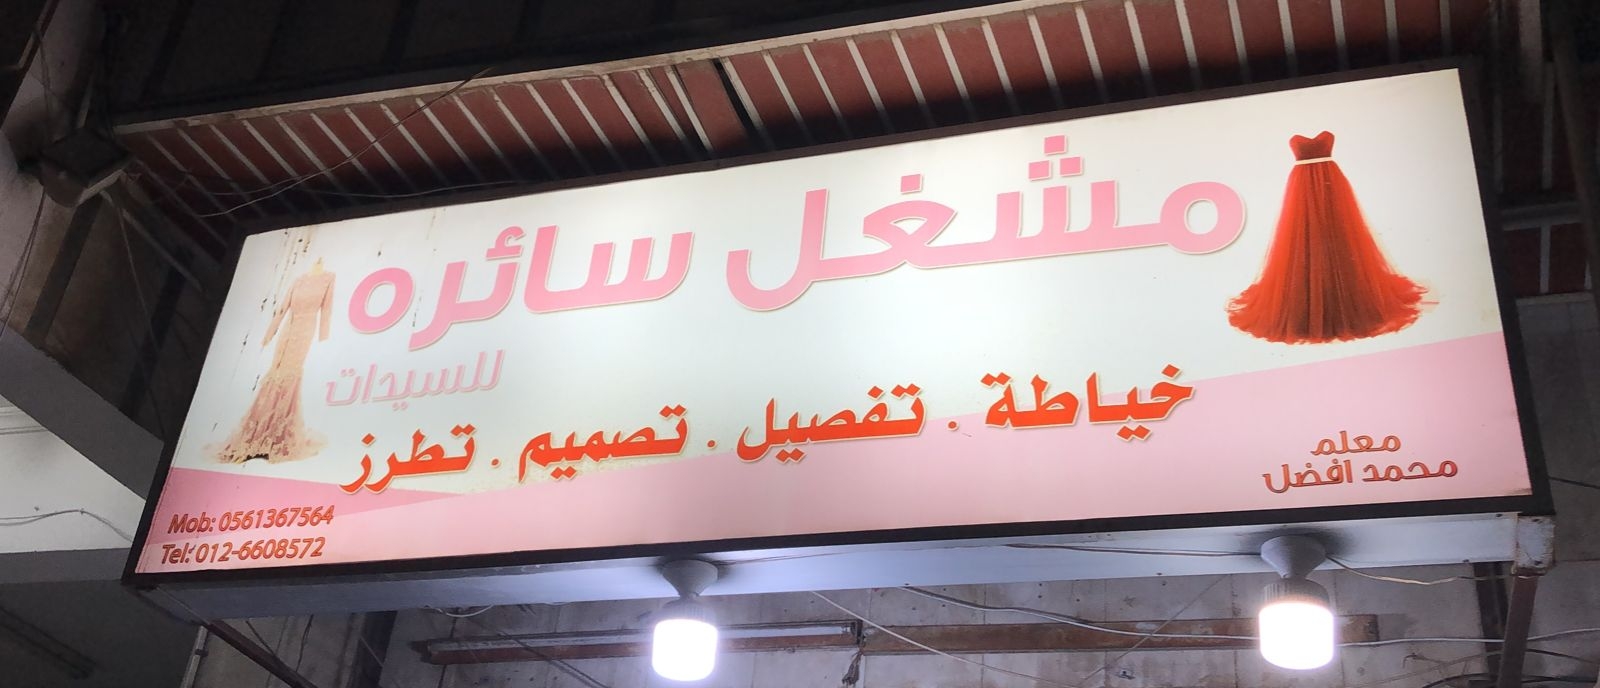 مشغل سائره
للسيدات
خياطة . تفصيل . تصميم . تطرز
معلم
محمد افضل
Mob: 0561367564
Tel: 012-6608572